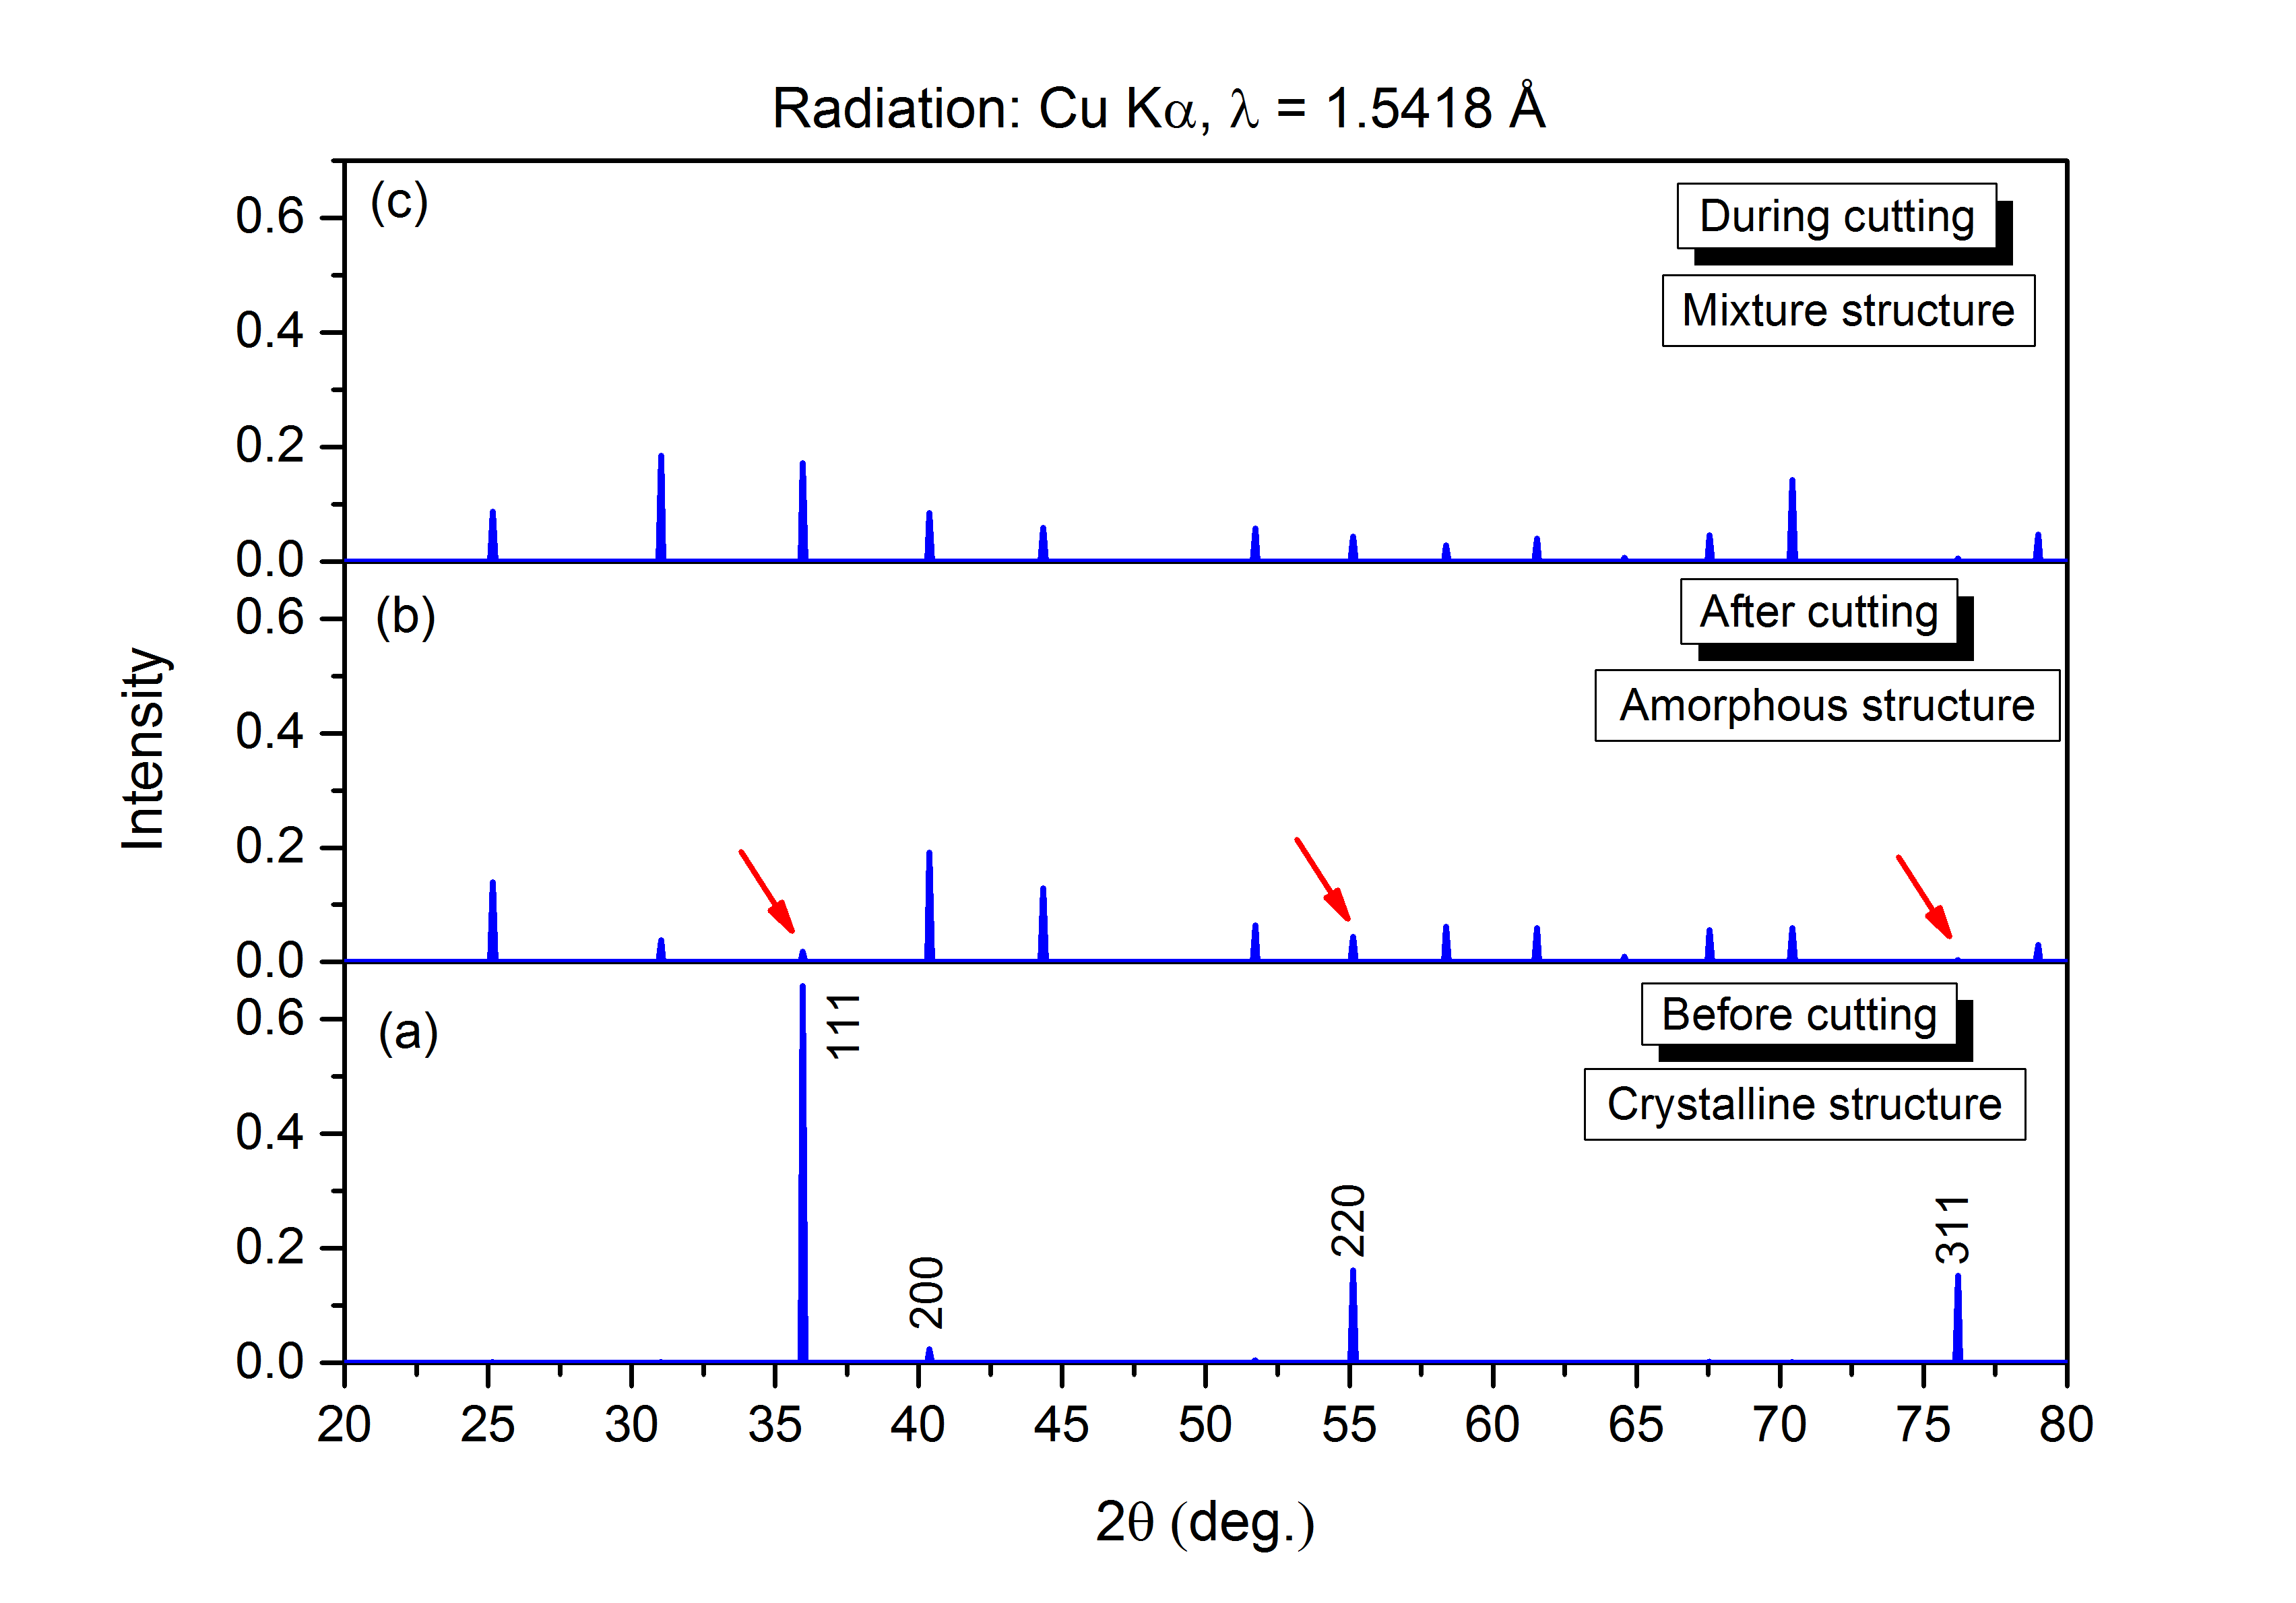 Radiation: Cu Kα, λ = 1.5418 Å
(c)
During cutting
Mixture structure
0.6
0.4
0.2
0.0
(b)
After cutting
Amorphous structure
0.6
0.4
0.2
0.0
Intensity
(a)
Before cutting
Crystalline structure
0.6
0.4
0.2
0.0
111
200
220
311
20 25 30 35 40 45 50 55 60 65 70 75 80
2θ (deg.)